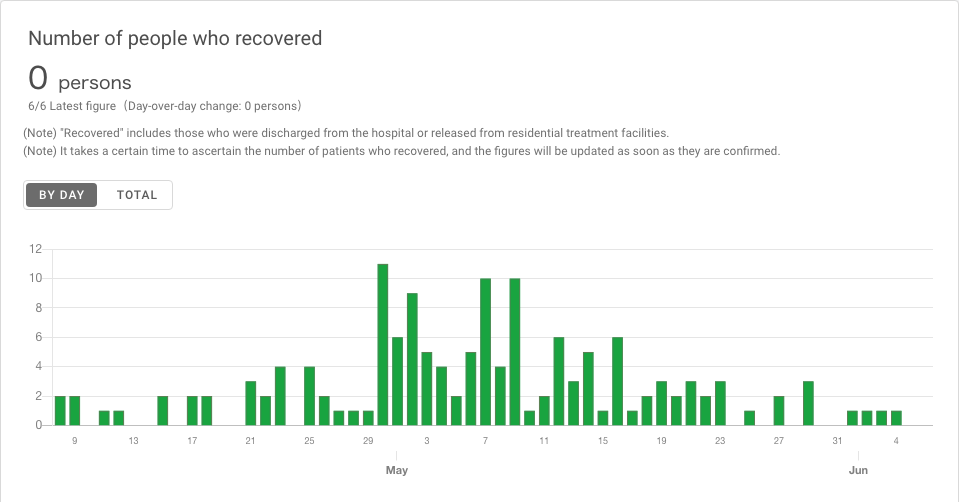 Number of people who recovered
0 persons
6/6 Latest figure（Day-over-day change: 0 persons）
(Note) "Recovered" includes those who were discharged from the hospital or released from residential treatment facilities.
(Note) It takes a certain time to ascertain the number of patients who recovered, and the figures will be updated as soon as they are confirmed.
BY DAY TOTAL
12
10
8
6
4
2
0
9 13 17 21 25 29 3 7 11 15 19 23 27 31 4
May Jun